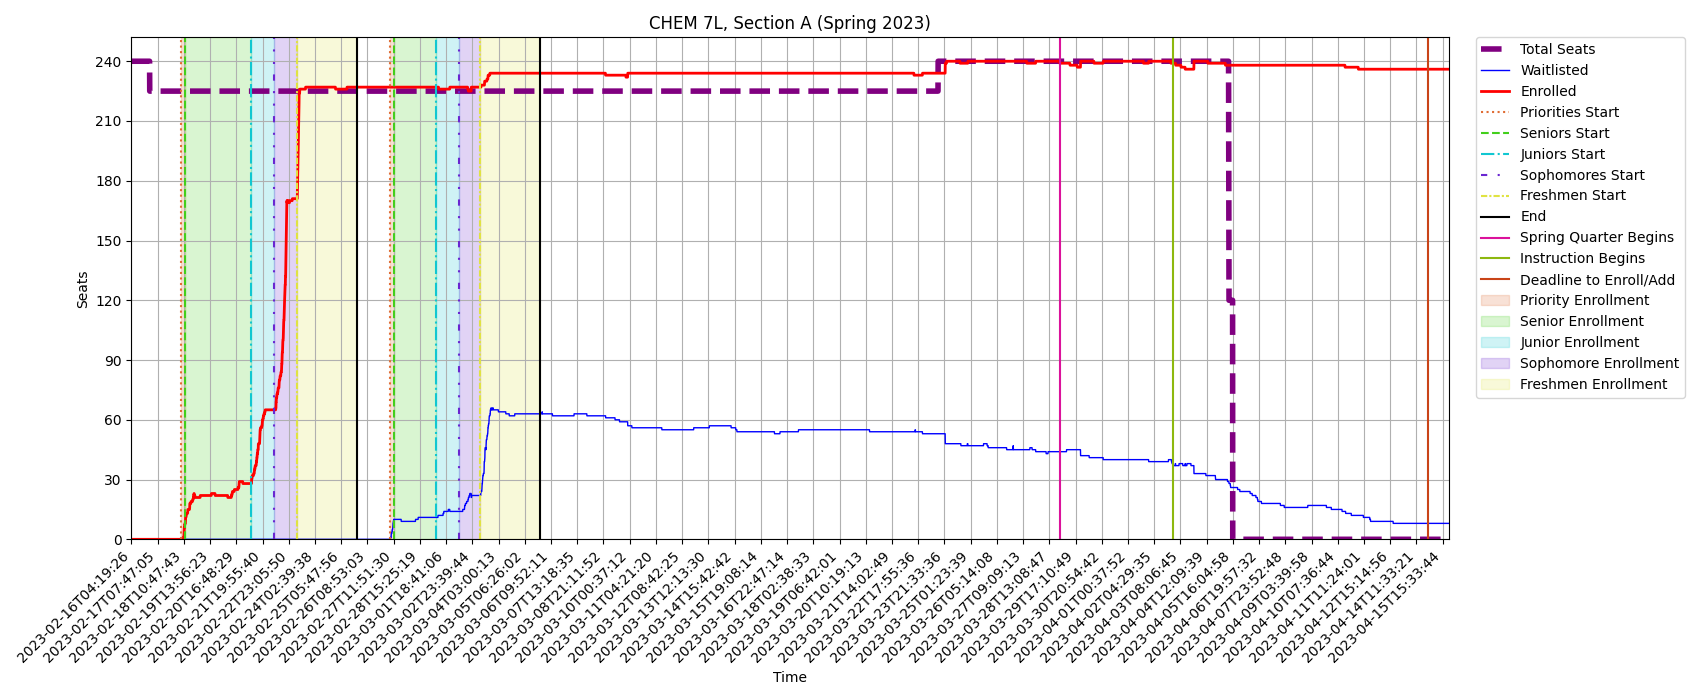 CHEM 7L, Section A (Spring 2023)
Seats
240
210
180
150
120
90
60
30
0
2023-02-16T04:19:26
2023-02-17T07:47:05
2023-02-18T10:47:43
2023-02-19T13:56:23
2023-02-20T16:48:29
2023-02-21T19:55:40
2023-02-22T23:05:50
2023-02-24T02:39:38
2023-02-25T05:47:56
2023-02-26T08:53:03
2023-02-27T11:51:30
2023-02-28T15:25:19
2023-03-01T18:41:06
2023-03-02T23:39:44
2023-03-04T03:00:13
2023-03-05T06:26:02
2023-03-06T09:52:11
2023-03-07T13:18:35
2023-03-08T21:11:52
2023-03-10T00:37:12
2023-03-11T04:21:20
2023-03-12T08:42:25
2023-03-13T12:13:30
2023-03-14T15:42:42
2023-03-15T19:08:14
2023-03-16T22:47:14
2023-03-18T02:38:33
2023-03-19T06:42:01
2023-03-20T10:19:13
2023-03-21T14:02:49
2023-03-22T17:55:36
2023-03-23T21:33:36
2023-03-25T01:23:39
2023-03-26T05:14:08
2023-03-27T09:09:13
2023-03-28T13:08:47
2023-03-29T17:10:49
2023-03-30T20:54:42
2023-04-01T00:37:52
2023-04-02T04:29:35
2023-04-03T08:06:45
2023-04-04T12:09:39
2023-04-05T16:04:58
2023-04-06T19:57:32
2023-04-07T23:52:48
2023-04-09T03:39:58
2023-04-10T07:36:44
2023-04-11T11:24:01
2023-04-12T15:14:56
2023-04-14T11:33:21
2023-04-15T15:33:44
Time
Total Seats
Waitlisted
Enrolled
Priorities Start
Seniors Start
Juniors Start
Sophomores Start
Freshmen Start
End
Spring Quarter Begins
Instruction Begins
Deadline to Enroll/Add
Priority Enrollment
Senior Enrollment
Junior Enrollment
Sophomore Enrollment
Freshmen Enrollment